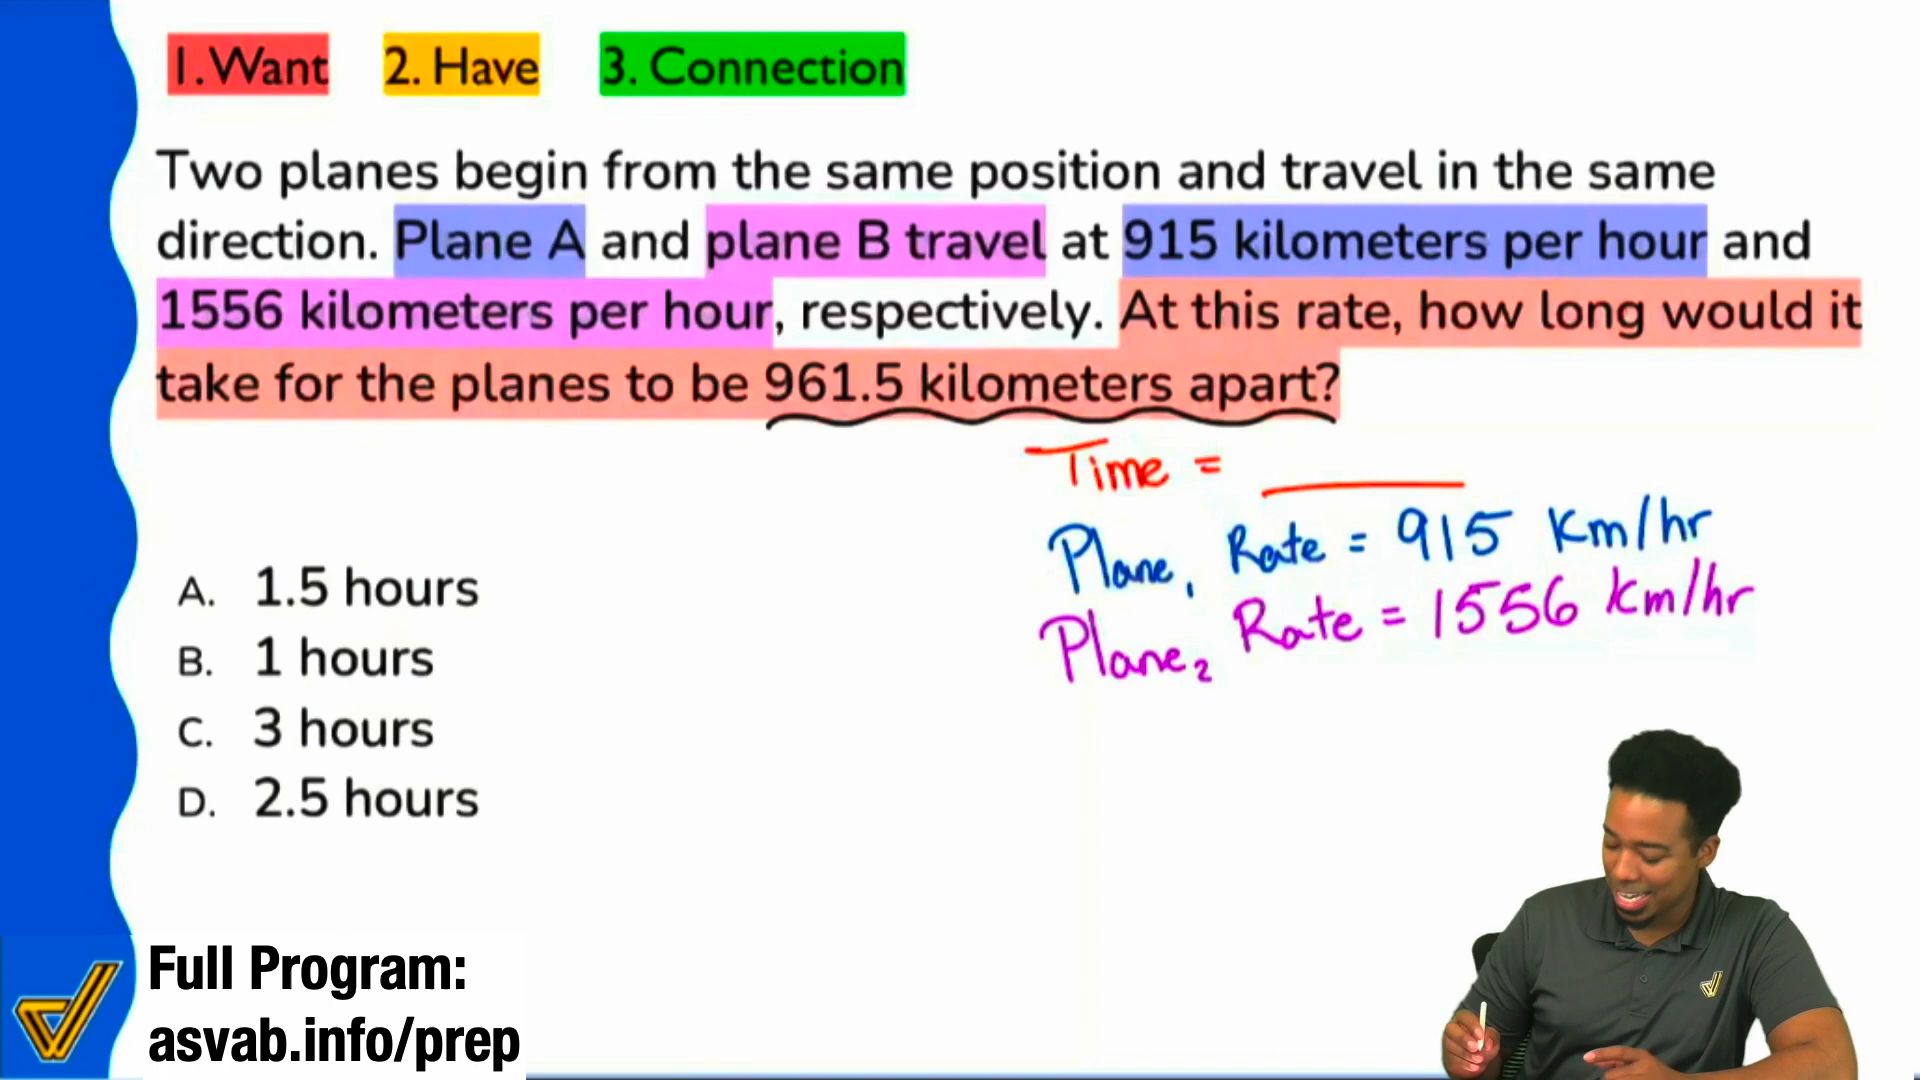 1. Want 2. Have 3. Connection
Two planes begin from the same position and travel in the same
direction. Plane A and plane B travel at 915 kilometers per hour and
1556 kilometers per hour, respectively. At this rate, how long would it
take for the planes to be 961.5 kilometers apart?
Time = ____
Plane₁ Rate = 915 Km/hr
Plane₂ Rate = 1556 Km/hr
A. 1.5 hours
B. 1 hours
C. 3 hours
D. 2.5 hours
Full Program:
asvab.info/prep